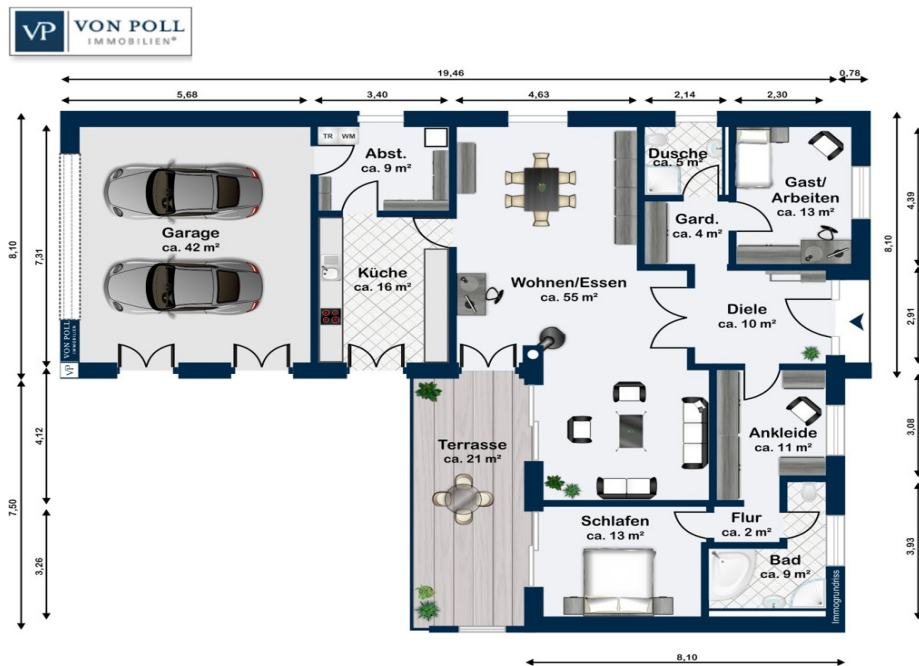 VP VON POLL
IMMOBILIEN®
19,46
0,78
5,68
3,40
4,63
2,14
2,30
8,10
7,31
4,39
8,10
2,91
TR WM
Abst.
ca. 9 m²
Dusche
ca. 5 m²
Gast/
Arbeiten
ca. 13 m²
Gard.
ca. 4 m²
Garage
ca. 42 m²
Küche
ca. 16 m²
Wohnen/Essen
ca. 55 m²
Diele
ca. 10 m²
VP VON POLL
IMMOBILIEN
7,50
4,12
3,26
3,08
3,93
Terrasse
ca. 21 m²
Ankleide
ca. 11 m²
Schlafen
ca. 13 m²
Flur
ca. 2 m²
Bad
ca. 9 m²
Immogrundriss
8,10